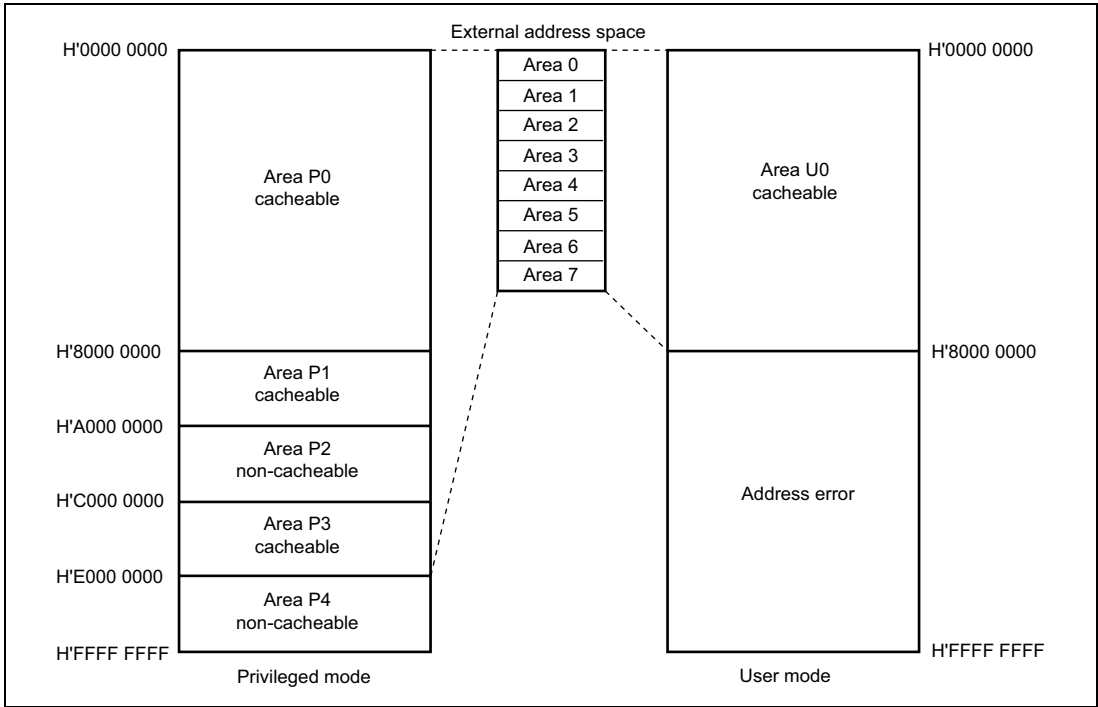 External address space
H'0000 0000
H'0000 0000
Area 0
Area 1
Area 2
Area 3
Area 4
Area 5
Area 6
Area 7
Area P0
cacheable
Area U0
cacheable
H'8000 0000
H'8000 0000
Area P1
cacheable
H'A000 0000
Area P2
non-cacheable
H'C000 0000
Area P3
cacheable
H'E000 0000
Area P4
non-cacheable
Address error
H'FFFF FFFF
H'FFFF FFFF
Privileged mode
User mode